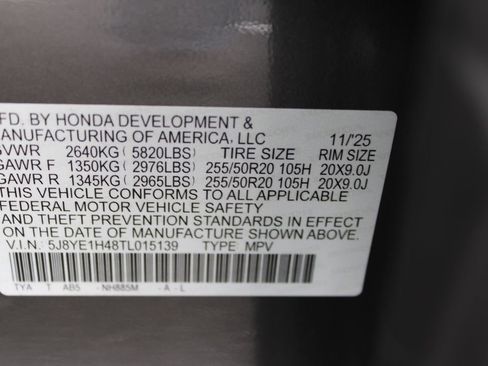 FD. BY HONDA DEVELOPMENT &
ANUFACTURING OF AMERICA, LLC 11/'25
GVWR 2640KG( 5820LBS) TIRE SIZE RIM SIZE
GAWR F 1350KG( 2976LBS) 255/50R20 105H 20X9.0J
GAWR R 1345KG( 2965LBS) 255/50R20 105H 20X9.0J
THIS VEHICLE CONFORMS TO ALL APPLICABLE
FEDERAL MOTOR VEHICLE SAFETY
AND THEFT PREVENTION STANDARDS IN EFFECT ON
DATE OF MANUFACTURE SHOWN ABOVE.
V.I.N. 5J8YE1H48TL015139 TYPE MPV
TYA T AB5 NH885M - A - L